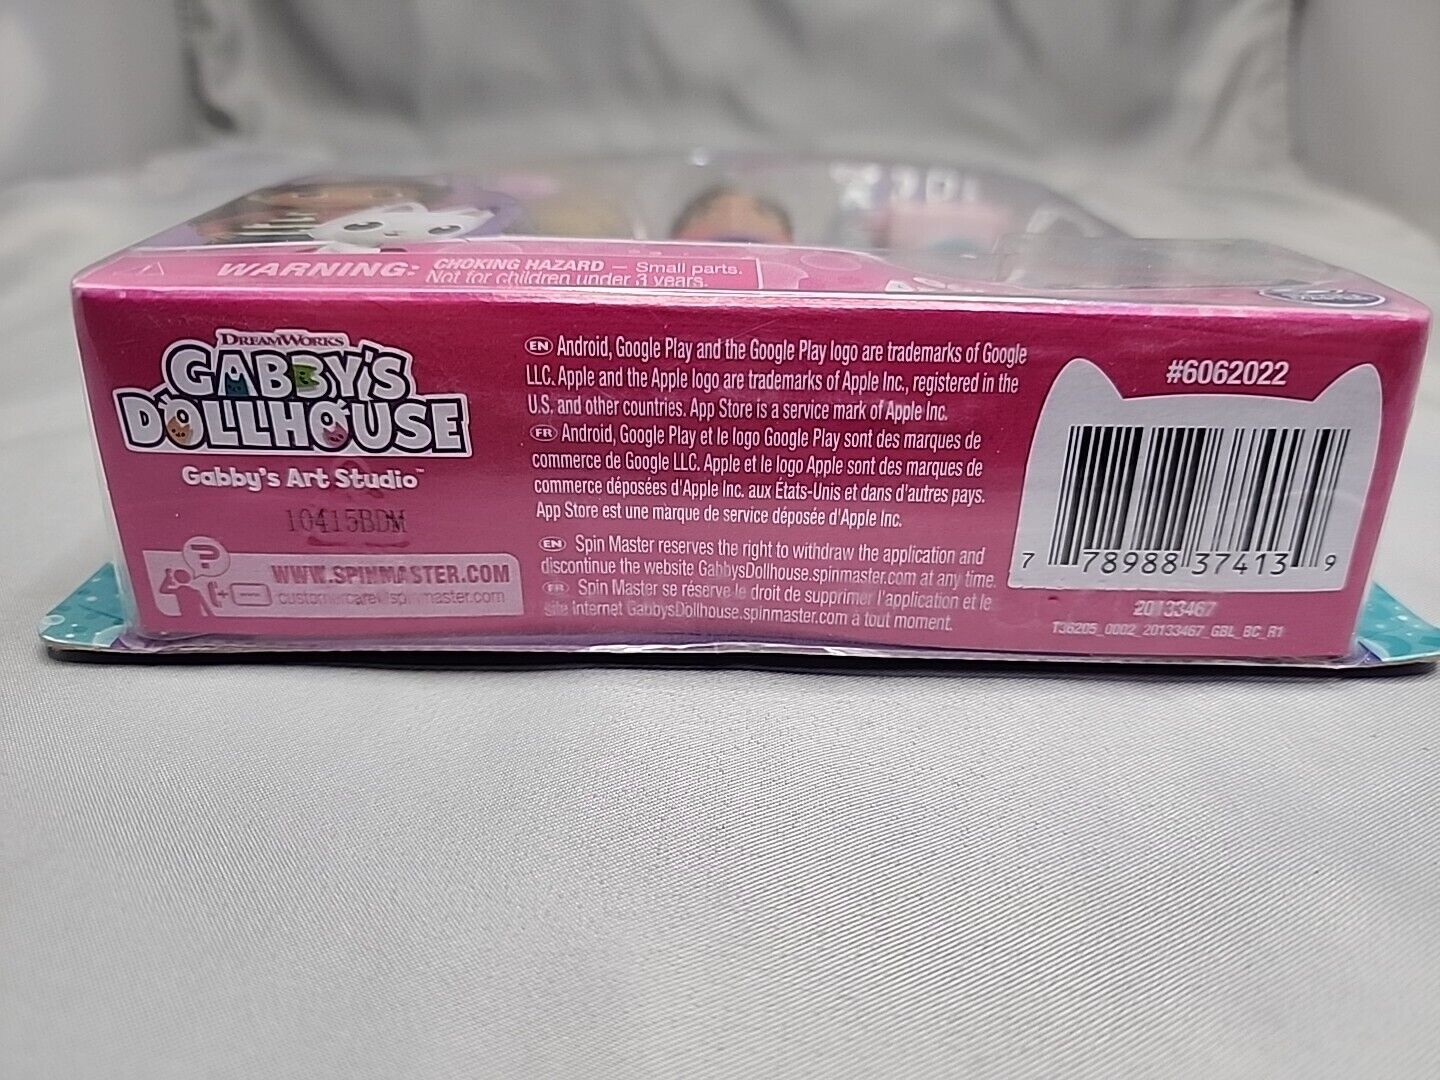 WARNING: CHOKING HAZARD — Small parts.
Not for children under 3 years.
DREAMWORKS
GABBY'S
DOLLHOUSE
Gabby's Art Studio™
10415BDM
?
WWW.SPINMASTER.COM
customercare@spinmaster.com
EN Android, Google Play and the Google Play logo are trademarks of Google
LLC. Apple and the Apple logo are trademarks of Apple Inc., registered in the
U.S. and other countries. App Store is a service mark of Apple Inc.
FR Android, Google Play et le logo Google Play sont des marques de
commerce de Google LLC. Apple et le logo Apple sont des marques de
commerce déposées d'Apple Inc. aux États-Unis et dans d'autres pays.
App Store est une marque de service déposée d'Apple Inc.
EN Spin Master reserves the right to withdraw the application and
discontinue the website GabbysDollhouse.spinmaster.com at any time.
FR Spin Master se réserve le droit de supprimer l'application et le
site internet GabbysDollhouse.spinmaster.com à tout moment.
#6062022
7 78988 37413 9
20133467
T36205_0002_20133467_GBL_BC_R1